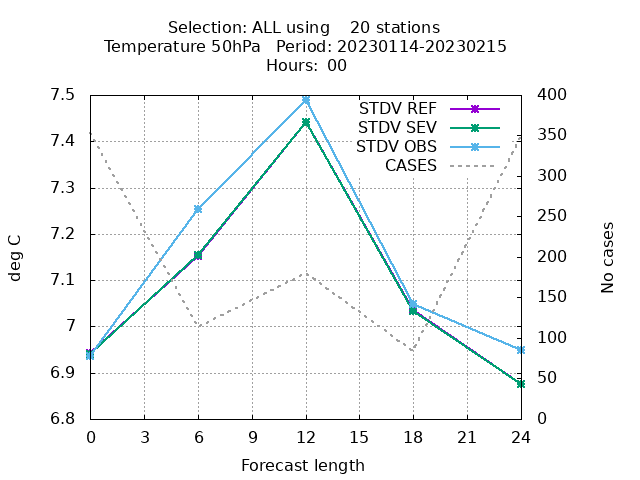 Selection: ALL using    20 stations
Temperature 50hPa   Period: 20230114-20230215
Hours: 00
STDV REF
STDV SEV
STDV OBS
CASES
7.5
7.4
7.3
7.2
7.1
7
6.9
6.8
deg C
400
350
300
250
200
150
100
50
0
No cases
0 3 6 9 12 15 18 21 24
Forecast length